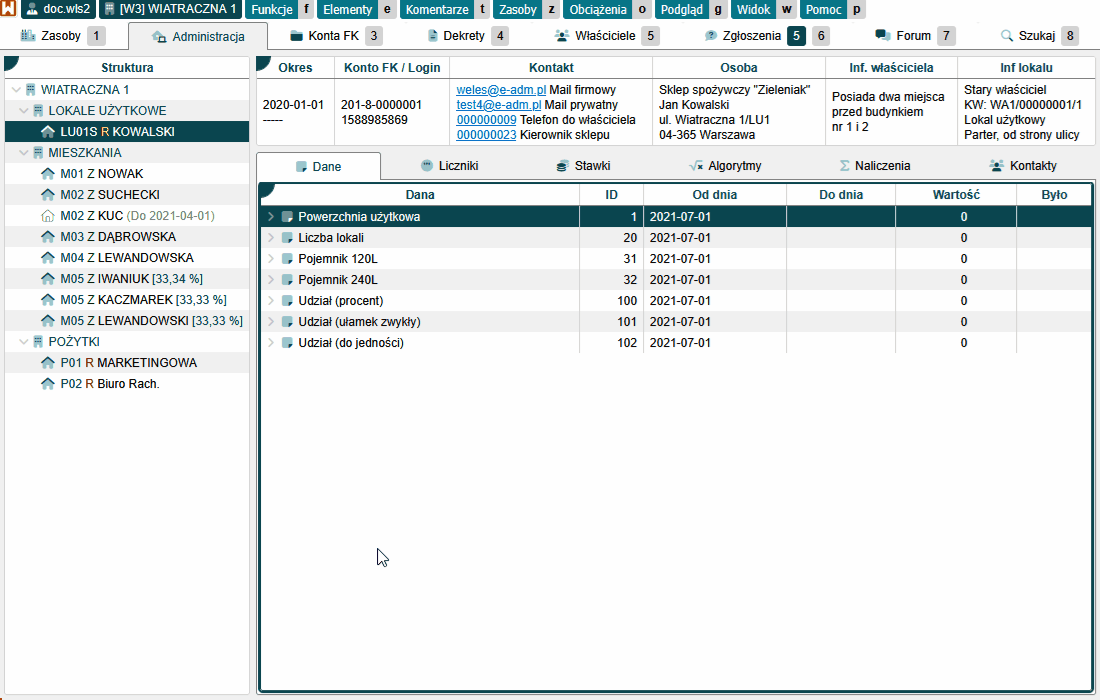 doc.wls2 [W3] WIATRACZNA 1 Funkcje f Elementy e Komentarze t Zasoby z Obciążenia o Podgląd g Widok w Pomoc p
Zasoby 1 Administracja Konta FK 3 Dekrety 4 Właściciele 5 Zgłoszenia 5 6 Forum 7 Szukaj 8
Struktura
WIATRACZNA 1
LOKALE UŻYTKOWE
LU01S R KOWALSKI
MIESZKANIA
M01 Z NOWAK
M02 Z SUCHECKI
M02 Z KUC (Do 2021-04-01)
M03 Z DĄBROWSKA
M04 Z LEWANDOWSKA
M05 Z IWANIUK [33,34 %]
M05 Z KACZMAREK [33,33 %]
M05 Z LEWANDOWSKI [33,33 %]
POŻYTKI
P01 R MARKETINGOWA
P02 R Biuro Rach.
Okres Konto FK / Login Kontakt Osoba Inf. właściciela Inf lokalu
2020-01-01
-----
201-8-0000001
1588985869
weles@e-adm.pl Mail firmowy
test4@e-adm.pl Mail prywatny
000000009 Telefon do właściciela
000000023 Kierownik sklepu
Sklep spożywczy "Zieleniak"
Jan Kowalski
ul. Wiatraczna 1/LU1
04-365 Warszawa
Posiada dwa miejsca
przed budynkiem
nr 1 i 2
Stary właściciel
KW: WA1/00000001/1
Lokal użytkowy
Parter, od strony ulicy
Dane Liczniki Stawki Algorytmy Naliczenia Kontakty
Dana ID Od dnia Do dnia Wartość Było
Powerzchnia użytkowa 1 2021-07-01 0
Liczba lokali 20 2021-07-01 0
Pojemnik 120L 31 2021-07-01 0
Pojemnik 240L 32 2021-07-01 0
Udział (procent) 100 2021-07-01 0
Udział (ułamek zwykły) 101 2021-07-01 0
Udział (do jedności) 102 2021-07-01 0